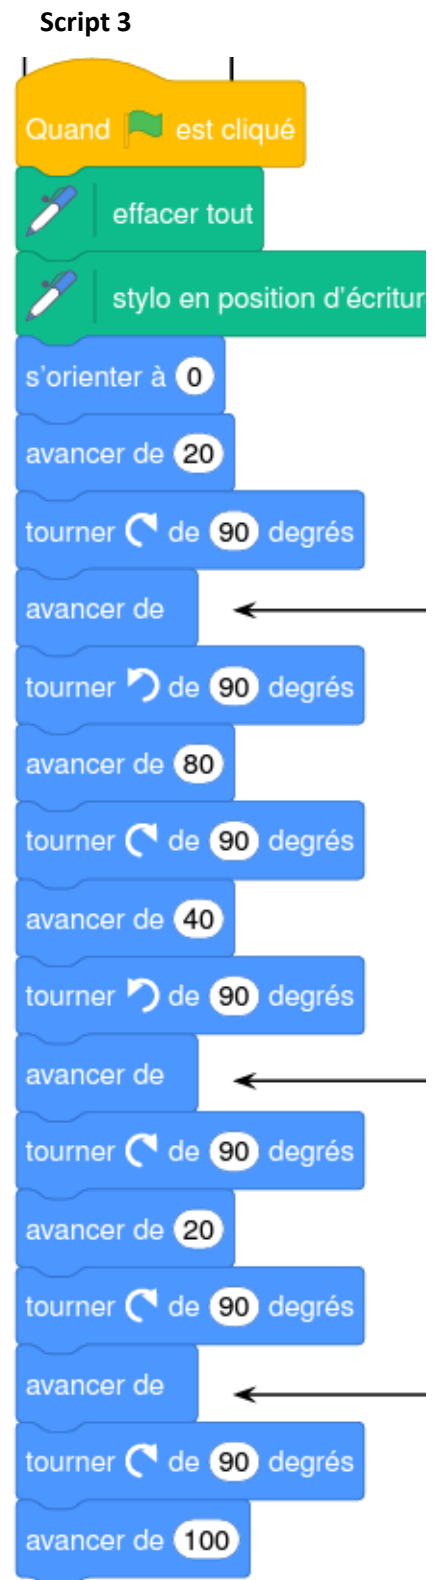 Script 3
Quand est cliqué
effacer tout
stylo en position d'écritur
s'orienter à 0
avancer de 20
tourner de 90 degrés
avancer de
tourner de 90 degrés
avancer de 80
tourner de 90 degrés
avancer de 40
tourner de 90 degrés
avancer de
tourner de 90 degrés
avancer de 20
tourner de 90 degrés
avancer de
tourner de 90 degrés
avancer de 100